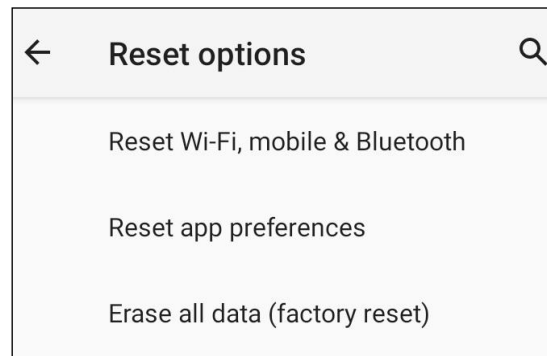 Reset options
Reset Wi-Fi, mobile & Bluetooth
Reset app preferences
Erase all data (factory reset)